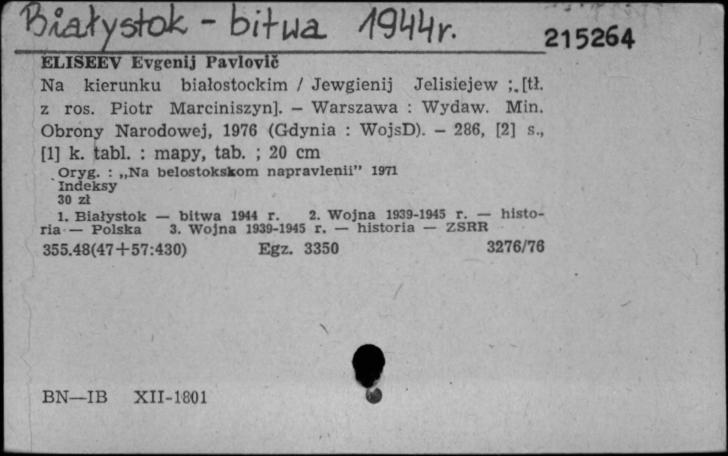 Białystok - bitwa 1944r.
215264
ELISEEV Evgenij Pavlovič
Na kierunku białostockim / Jewgienij Jelisiejew ; [tł.
z ros. Piotr Marciniszyn]. — Warszawa : Wydaw. Min.
Obrony Narodowej, 1976 (Gdynia : WojsD). — 286, [2] s.,
[1] k. tabl. : mapy, tab. ; 20 cm
Oryg. : „Na belostokskom napravlenii” 1971
Indeksy
30 zł
1. Białystok — bitwa 1944 r. 2. Wojna 1939-1945 r. — histo-
ria — Polska 3. Wojna 1939-1945 r. — historia — ZSRR
355.48(47+57:430) Egz. 3350 3276/76
BN—IB XII-1801